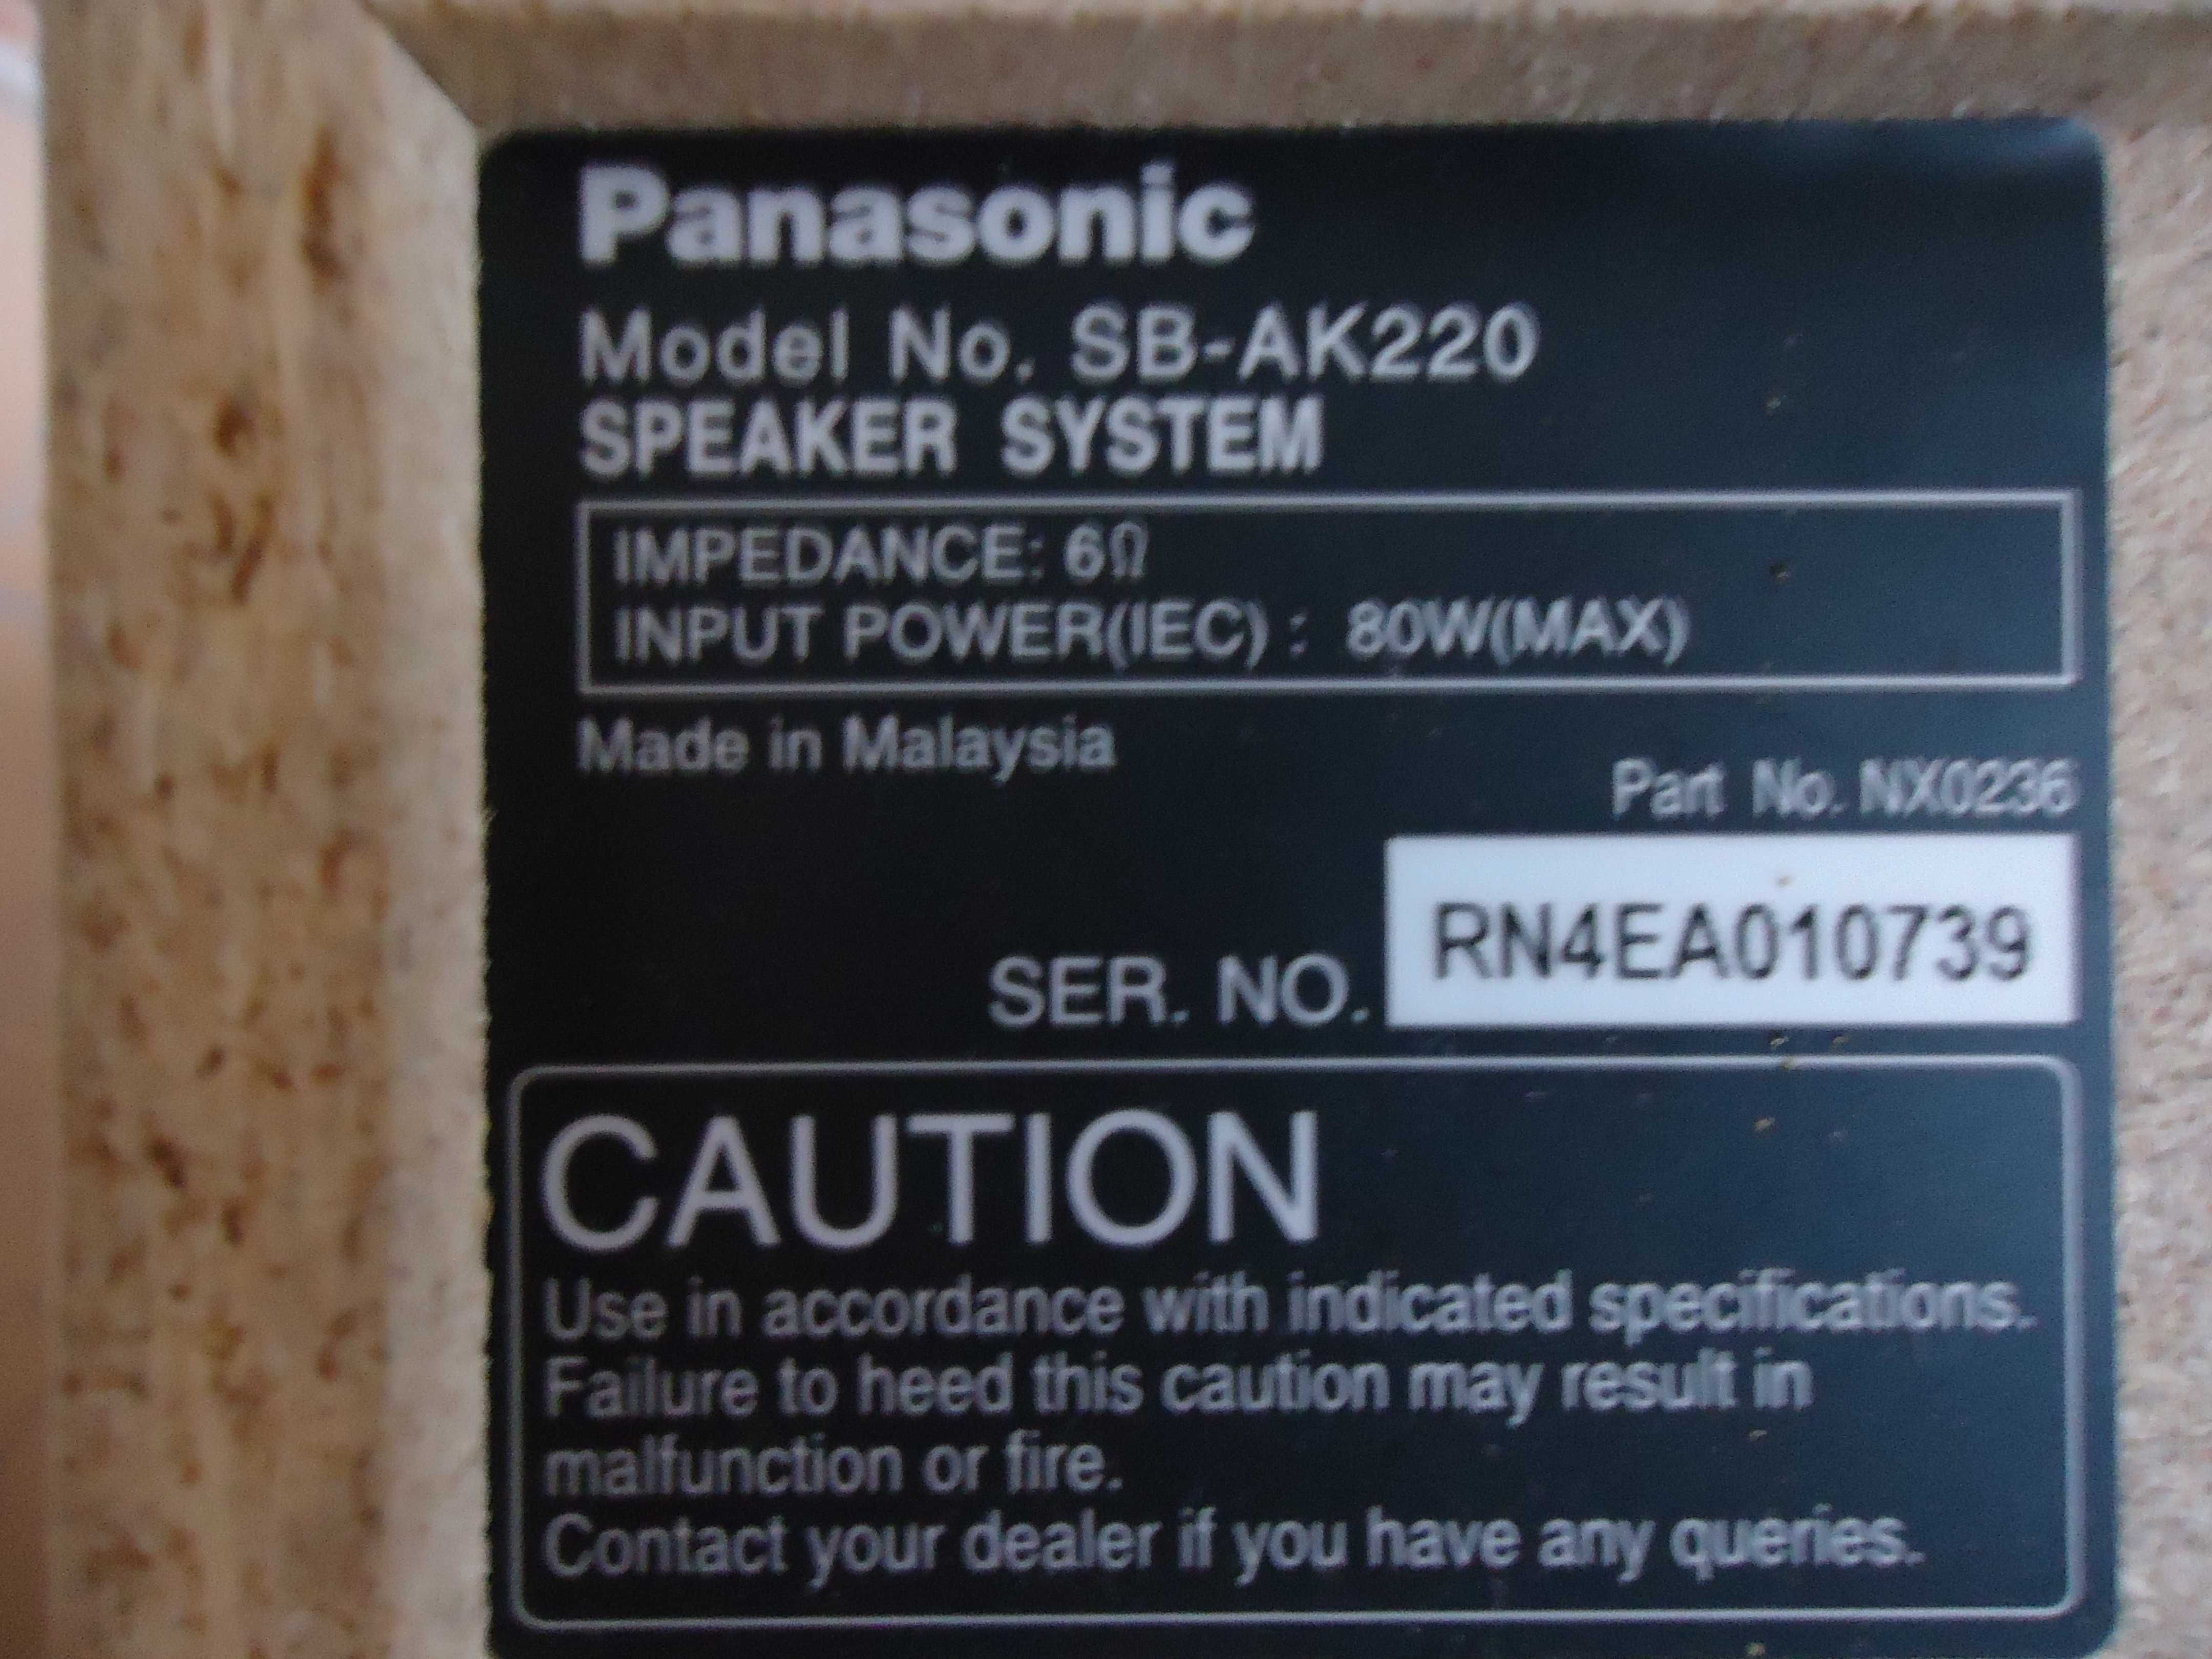 Panasonic
Model No. SB-AK220
SPEAKER SYSTEM
IMPEDANCE: 6Ω
INPUT POWER(IEC) : 80W(MAX)
Made in Malaysia
Part No. NX0236
RN4EA010739
SER. NO.
CAUTION
Use in accordance with indicated specifications.
Failure to heed this caution may result in
malfunction or fire.
Contact your dealer if you have any queries.